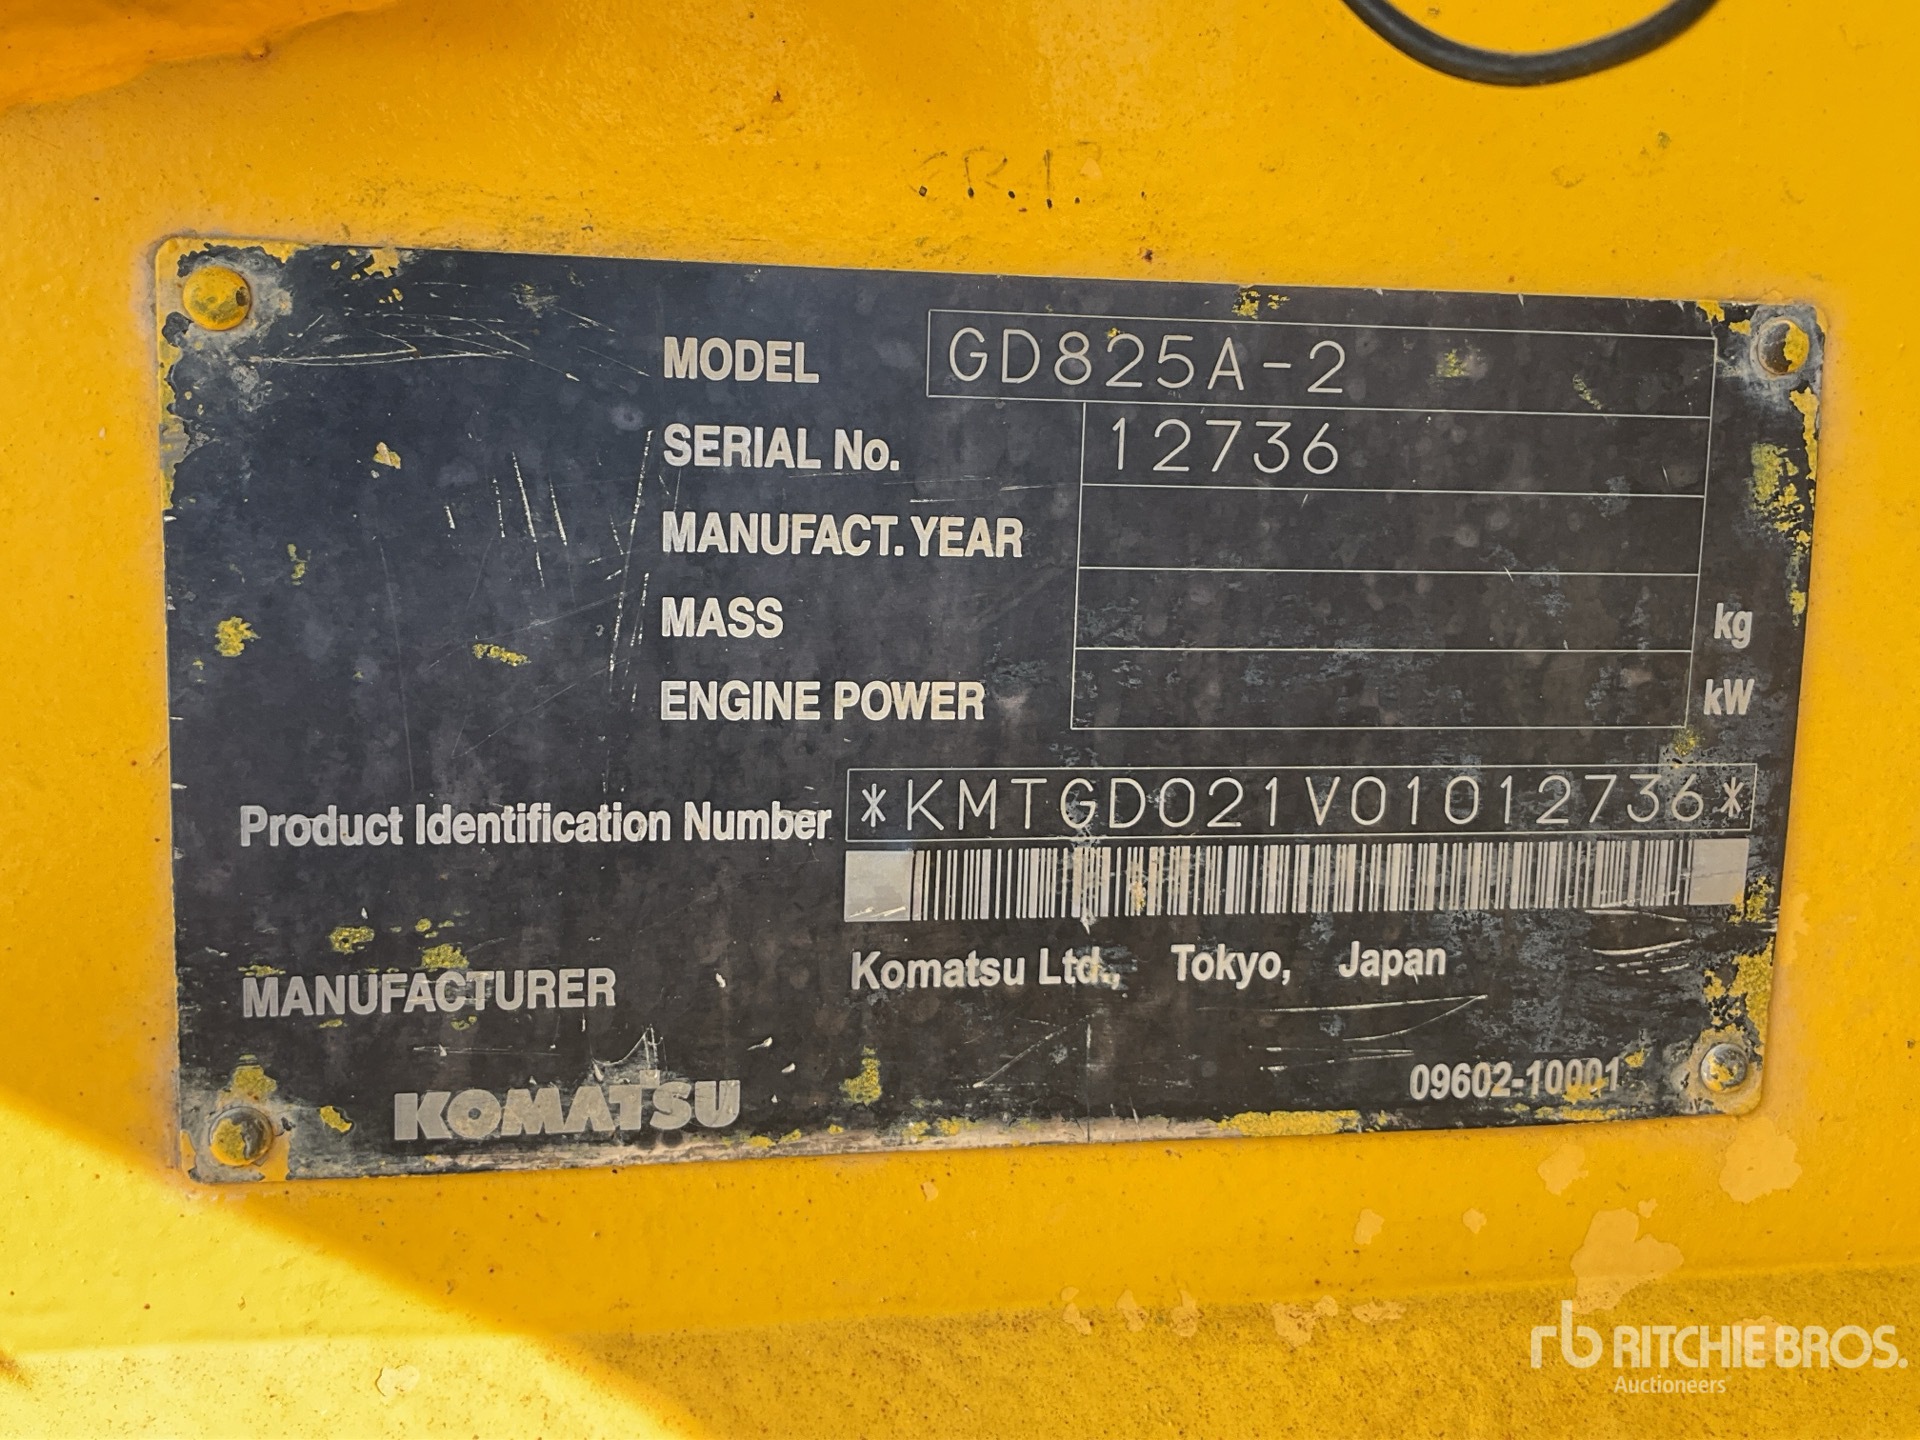 MODEL GD825A-2
SERIAL No. 12736
MANUFACT. YEAR
MASS kg
ENGINE POWER kW
Product Identification Number *KMTGD021V01012736*
MANUFACTURER Komatsu Ltd., Tokyo, Japan
KOMATSU 09602-10001
rb RITCHIE BROS.
Auctioneers